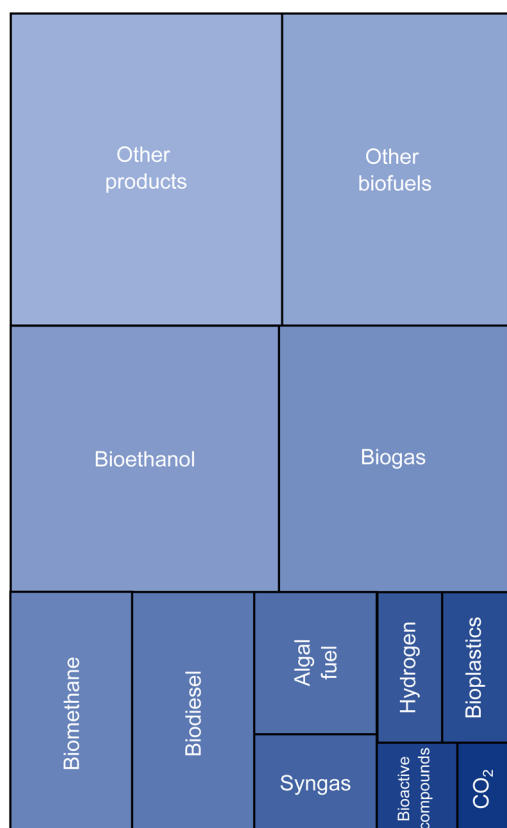 Other
products
Other
biofuels
Bioethanol
Biogas
Biomethane
Biodiesel
Algal
fuel
Syngas
Hydrogen
Bioplastics
Bioactive
compounds
CO₂